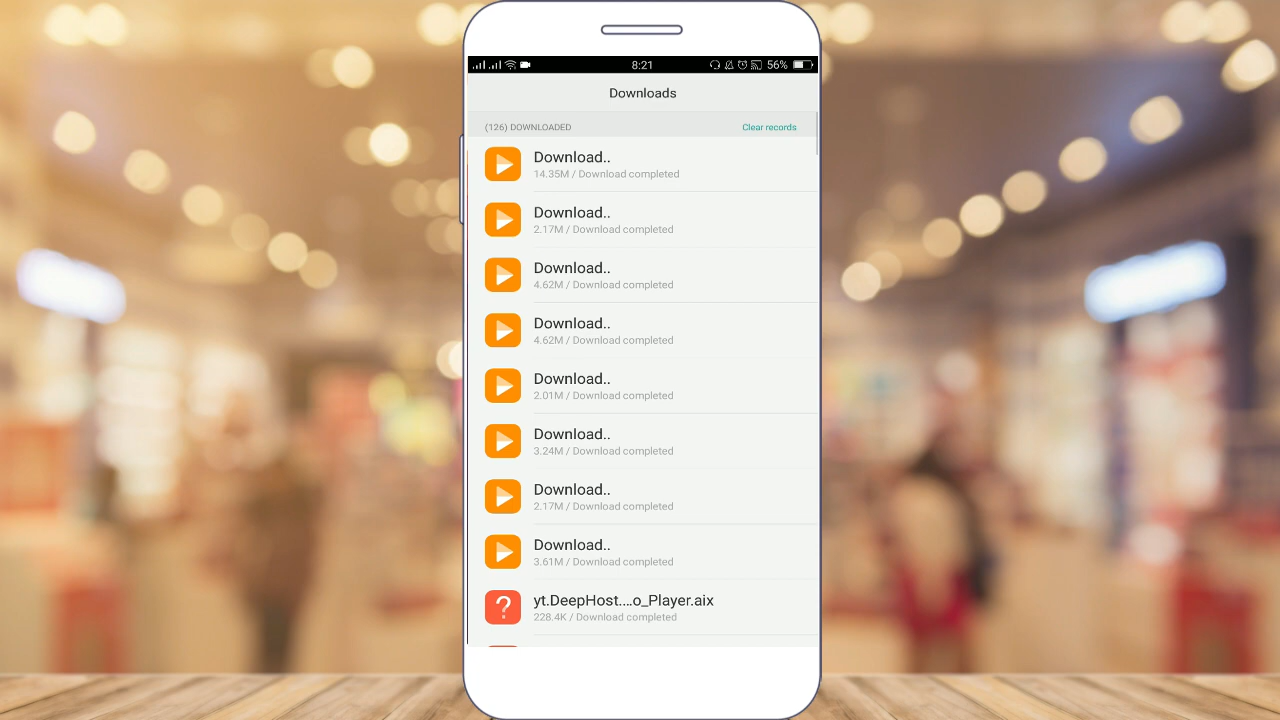 8:21
56%
Downloads
(126) DOWNLOADED Clear records
Download..
14.35M / Download completed
Download..
2.17M / Download completed
Download..
4.62M / Download completed
Download..
4.62M / Download completed
Download..
2.01M / Download completed
Download..
3.24M / Download completed
Download..
2.17M / Download completed
Download..
3.61M / Download completed
?
yt.DeepHost....o_Player.aix
228.4K / Download completed